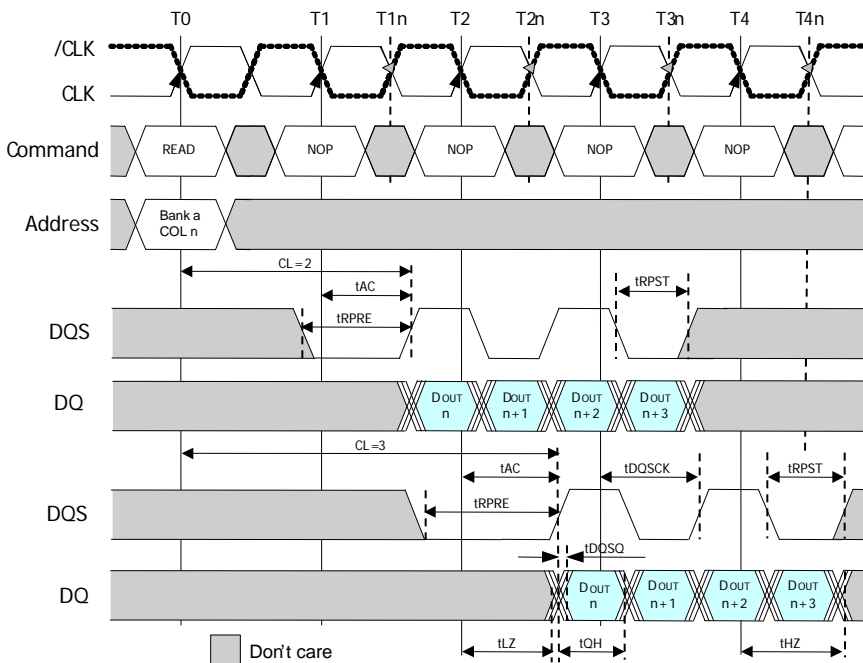 T0 T1 T1n T2 T2n T3 T3n T4 T4n
/CLK
CLK
Command READ NOP NOP NOP NOP
Address Bank a
COL n
CL=2
tAC
tRPST
tRPRE
DQS
DQ DOUT n DOUT n+1 DOUT n+2 DOUT n+3
CL=3
tAC tDQSCK tRPST
tRPRE
DQS
tDQSQ
DQ DOUT n DOUT n+1 DOUT n+2 DOUT n+3
tLZ tQH tHZ
Don't care